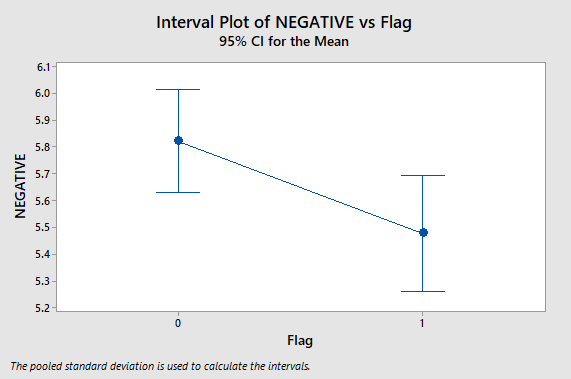 Interval Plot of NEGATIVE vs Flag
95% CI for the Mean
6.1
6.0
5.9
5.8
5.7
5.6
5.5
5.4
5.3
5.2
NEGATIVE
0
1
Flag
The pooled standard deviation is used to calculate the intervals.